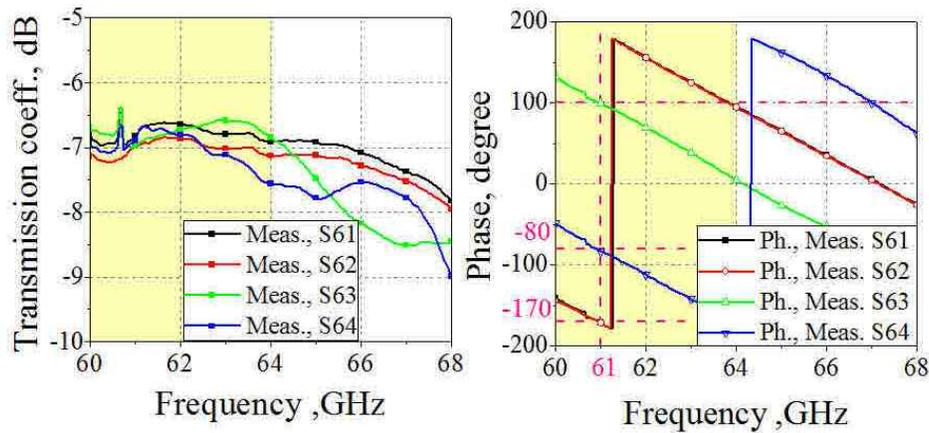 Transmission coeff., dB
-5
-6
-7
-8
-9
-10
Meas., S61
Meas., S62
Meas., S63
Meas., S64
60 62 64 66 68
Frequency ,GHz
Phase, degree
200
100
0
-80
-100
-170
-200
Ph., Meas. S61
Ph., Meas. S62
Ph., Meas. S63
Ph., Meas. S64
60 61 62 64 66 68
Frequency ,GHz